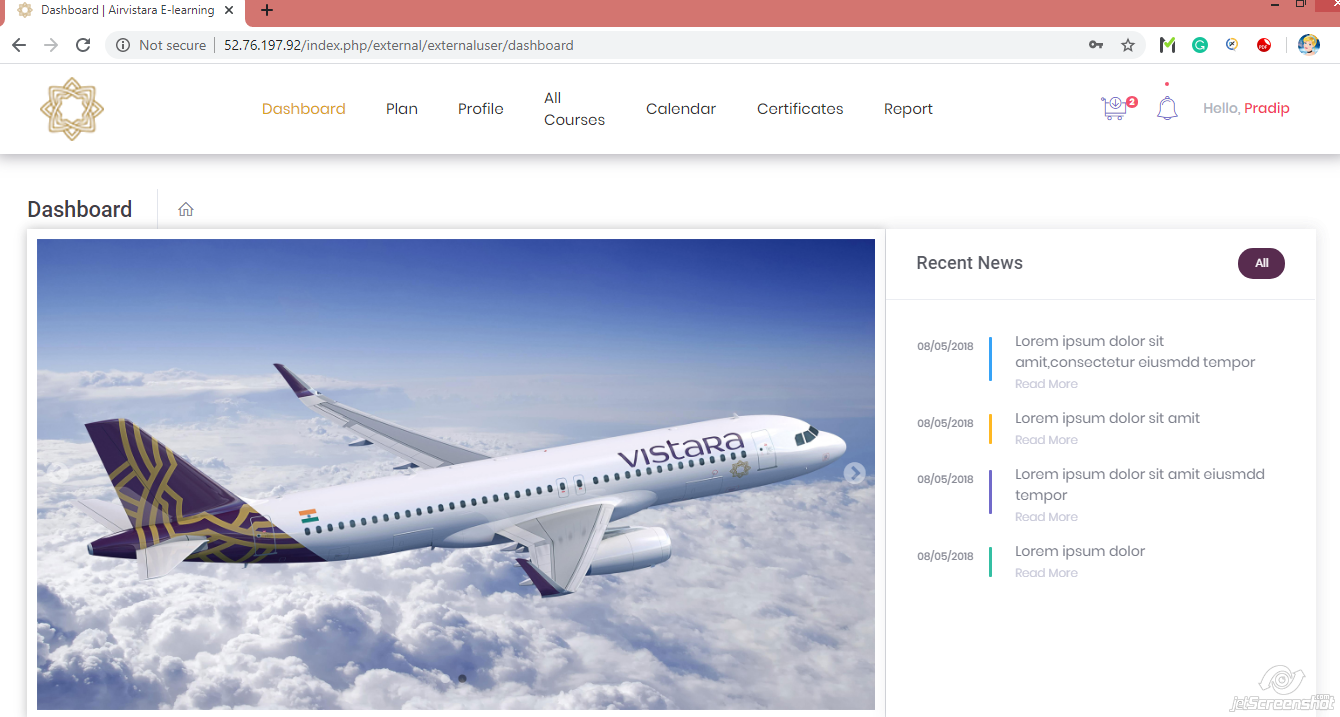 Dashboard | Airvistara E-learning
Not secure | 52.76.197.92/index.php/external/externaluser/dashboard
PDF
Dashboard
Plan
Profile
All
Courses
Calendar
Certificates
Report
2
Hello, Pradip
Dashboard
VISTARA
Recent News
All
08/05/2018
Lorem ipsum dolor sit
amit,consectetur eiusmdd tempor
Read More
08/05/2018
Lorem ipsum dolor sit amit
Read More
08/05/2018
Lorem ipsum dolor sit amit eiusmdd
tempor
Read More
08/05/2018
Lorem ipsum dolor
Read More
jetScreenshot
.com